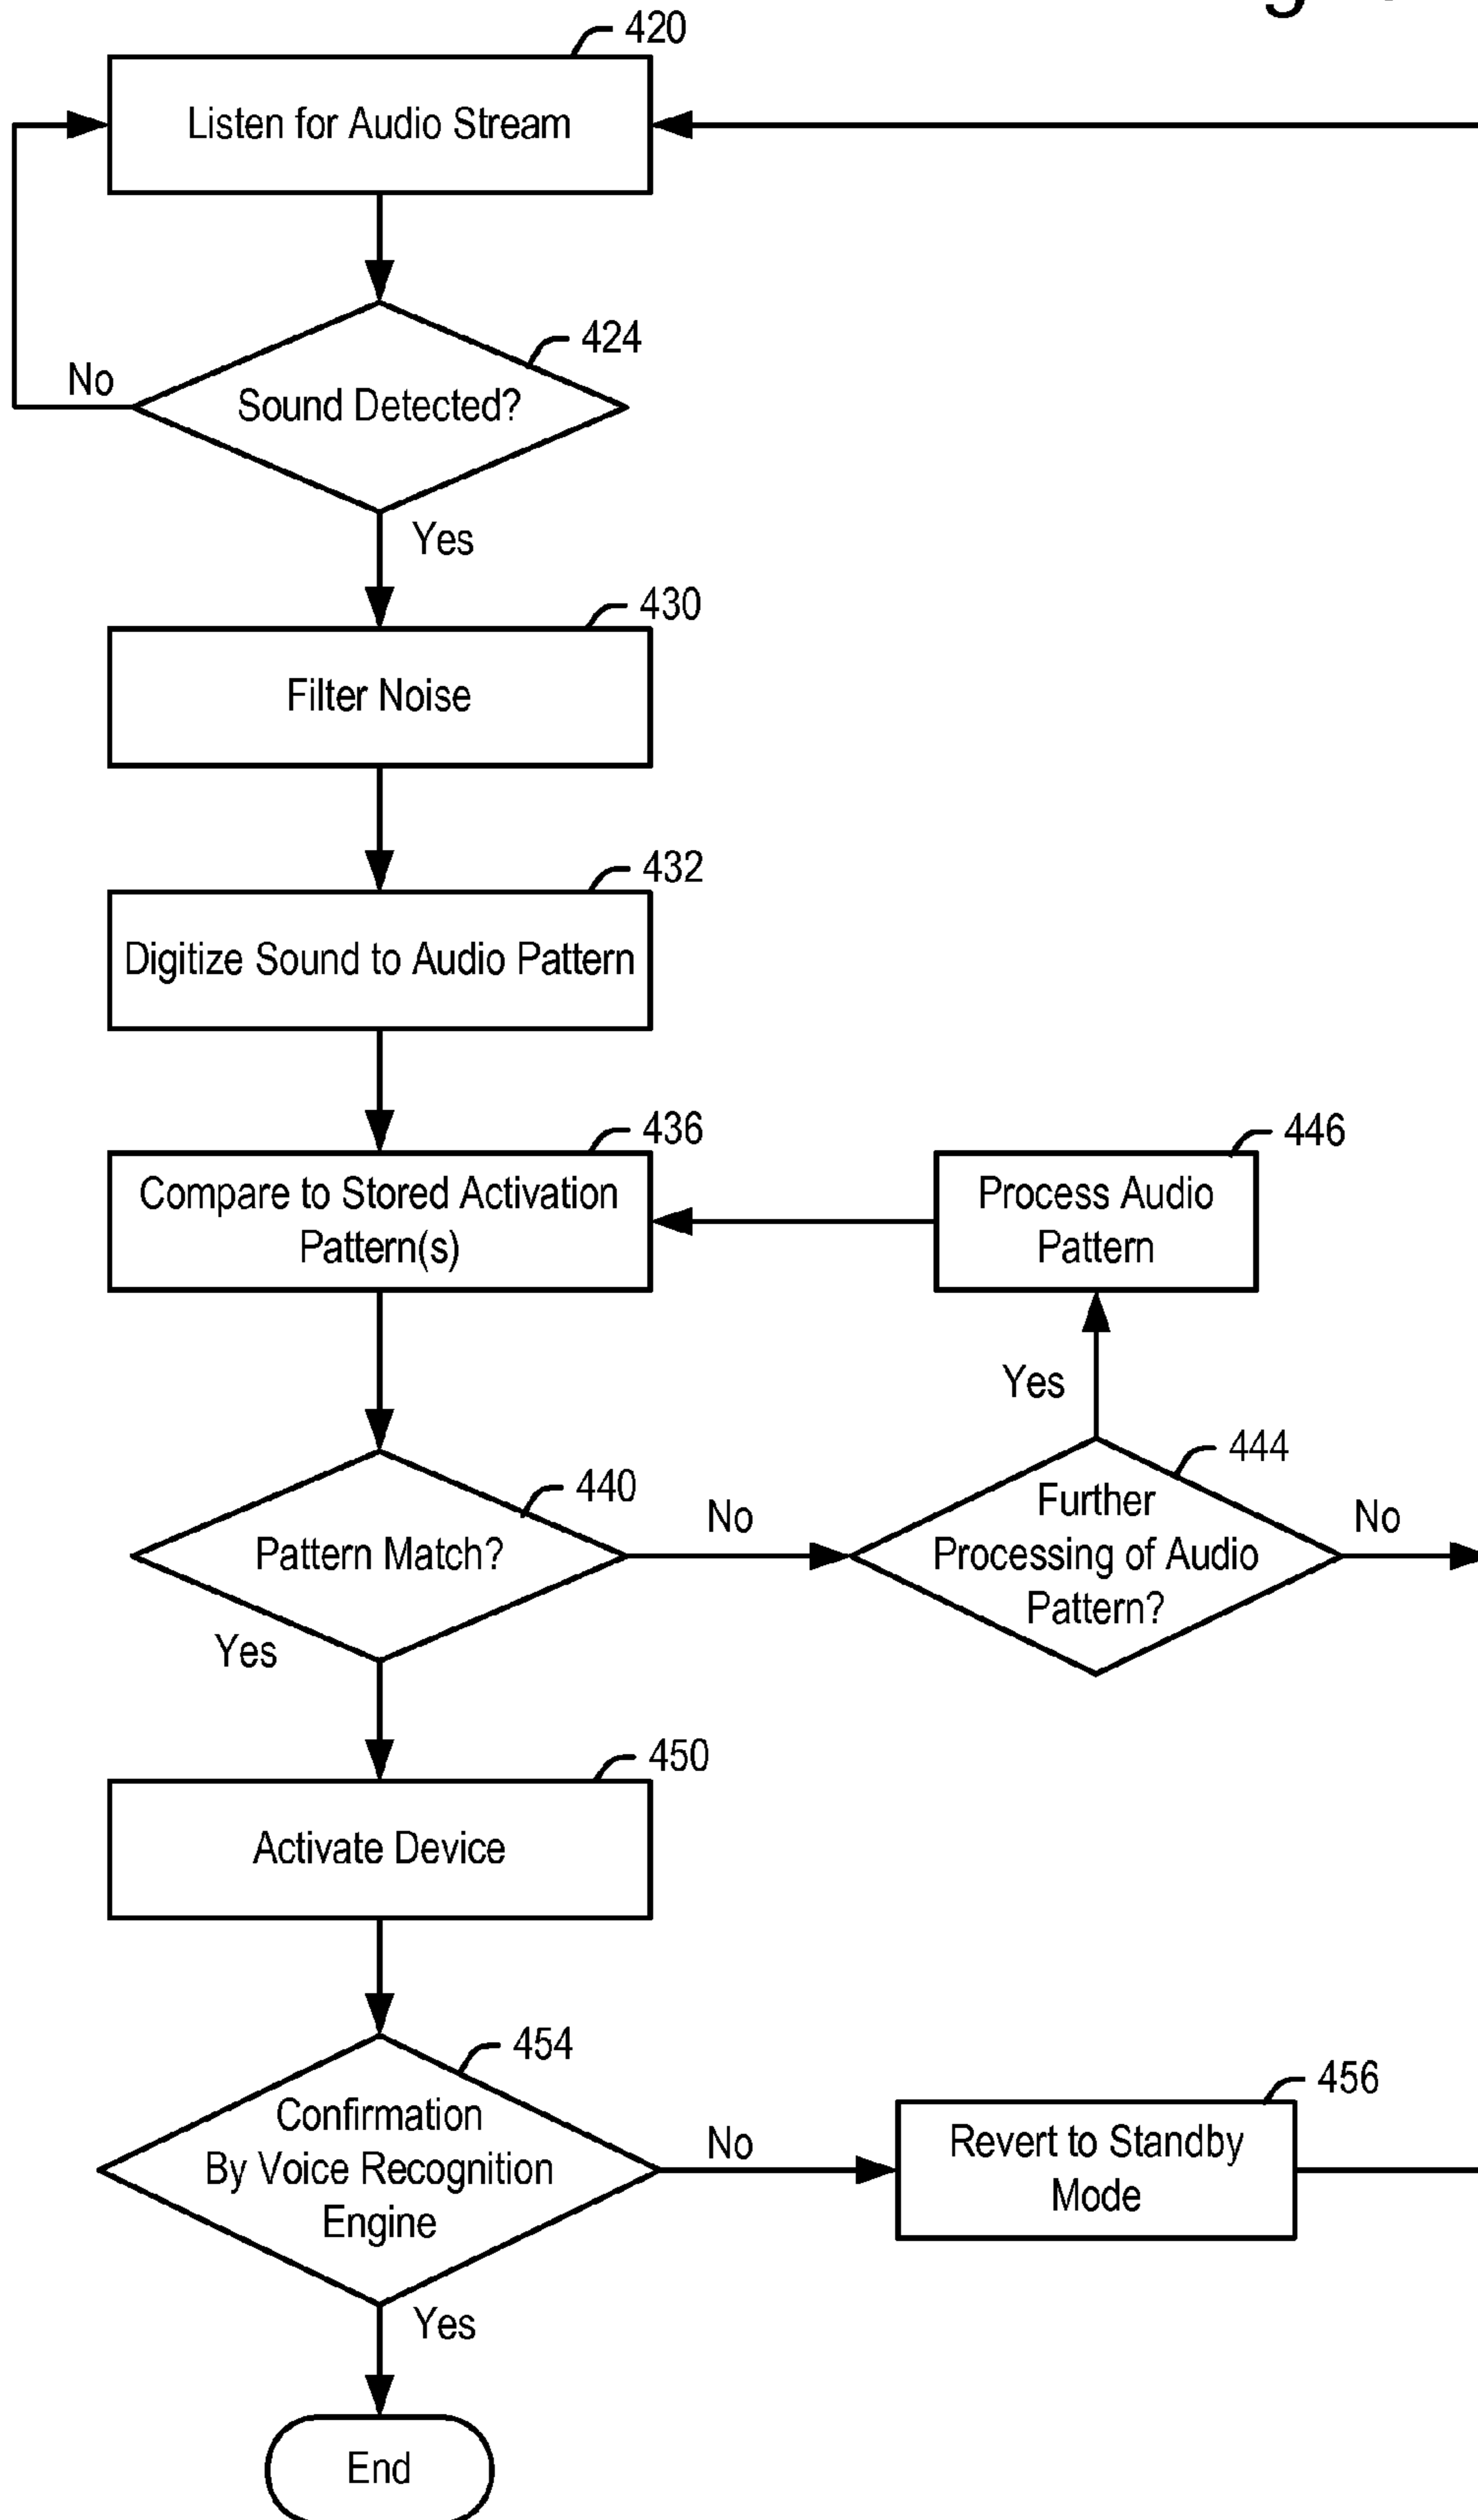 420
Listen for Audio Stream
424
No
Sound Detected?
Yes
430
Filter Noise
432
Digitize Sound to Audio Pattern
436
Compare to Stored Activation
Pattern(s)
446
Process Audio
Pattern
Yes
440
Pattern Match?
No
444
Further
Processing of Audio
Pattern?
No
Yes
450
Activate Device
454
Confirmation
By Voice Recognition
Engine
No
456
Revert to Standby
Mode
Yes
End